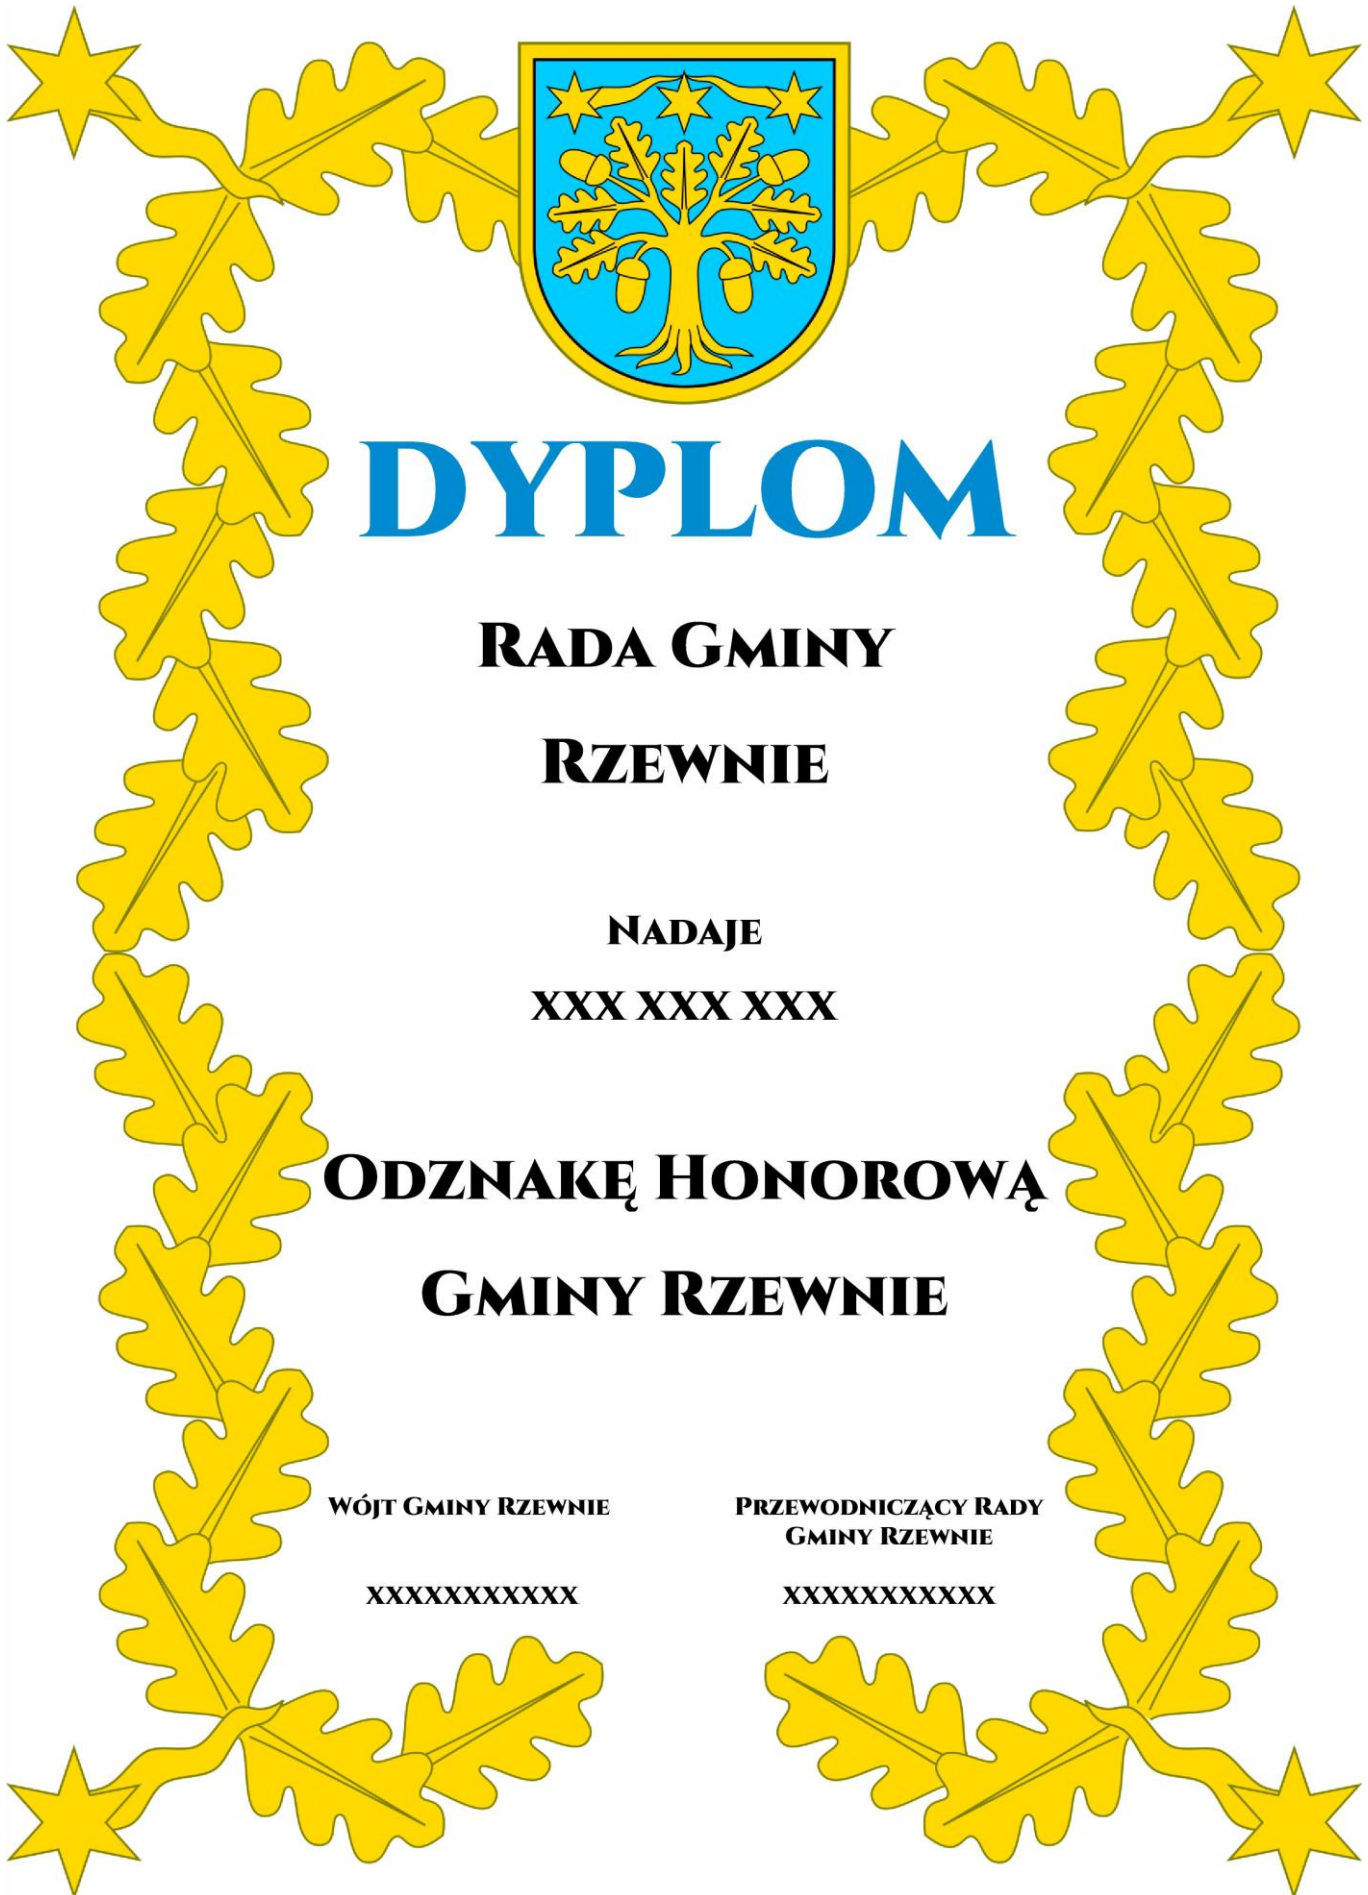 DYPLOM
RADA GMINY
RZEWNIE
NADAJE
XXX XXX XXX
ODZNAKĘ HONOROWĄ
GMINY RZEWNIE
WÓJT GMINY RZEWNIE
XXXXXXXXXXX
PRZEWODNICZĄCY RADY
GMINY RZEWNIE
XXXXXXXXXXX